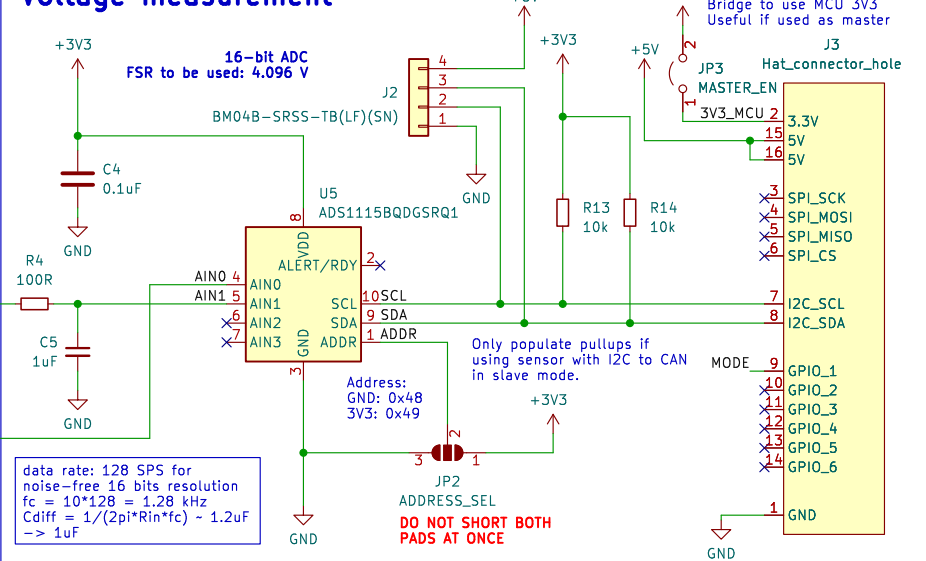 Voltage measurement
Bridge to use MCU 3V3
Useful if used as master
+3V3
16-bit ADC
FSR to be used: 4.096 V
C4
0.1uF
GND
J2
BM04B-SRSS-TB(LF)(SN)
4
3
2
1
GND
+3V3
+5V
JP3
MASTER_EN
2
1
3V3_MCU
J3
Hat_connector_hole
2 3.3V
15 5V
16 5V
3 SPI_SCK
4 SPI_MOSI
5 SPI_MISO
6 SPI_CS
7 I2C_SCL
8 I2C_SDA
MODE
9 GPIO_1
10 GPIO_2
11 GPIO_3
12 GPIO_4
13 GPIO_5
14 GPIO_6
1 GND
GND
R13
10k
R14
10k
U5
ADS1115BQDGSRQ1
8
VDD
ALERT/RDY 2
AIN0 4 AIN0
AIN1 5 AIN1
6 AIN2
7 AIN3
SCL 10 SCL
SDA 9 SDA
ADDR 1 ADDR
GND
3
R4
100R
C5
1uF
GND
Only populate pullups if
using sensor with I2C to CAN
in slave mode.
Address:
GND: 0x48
3V3: 0x49
+3V3
2
3
1
JP2
ADDRESS_SEL
DO NOT SHORT BOTH
PADS AT ONCE
GND
data rate: 128 SPS for
noise-free 16 bits resolution
fc = 10*128 = 1.28 kHz
Cdiff = 1/(2pi*Rin*fc) ~ 1.2uF
-> 1uF